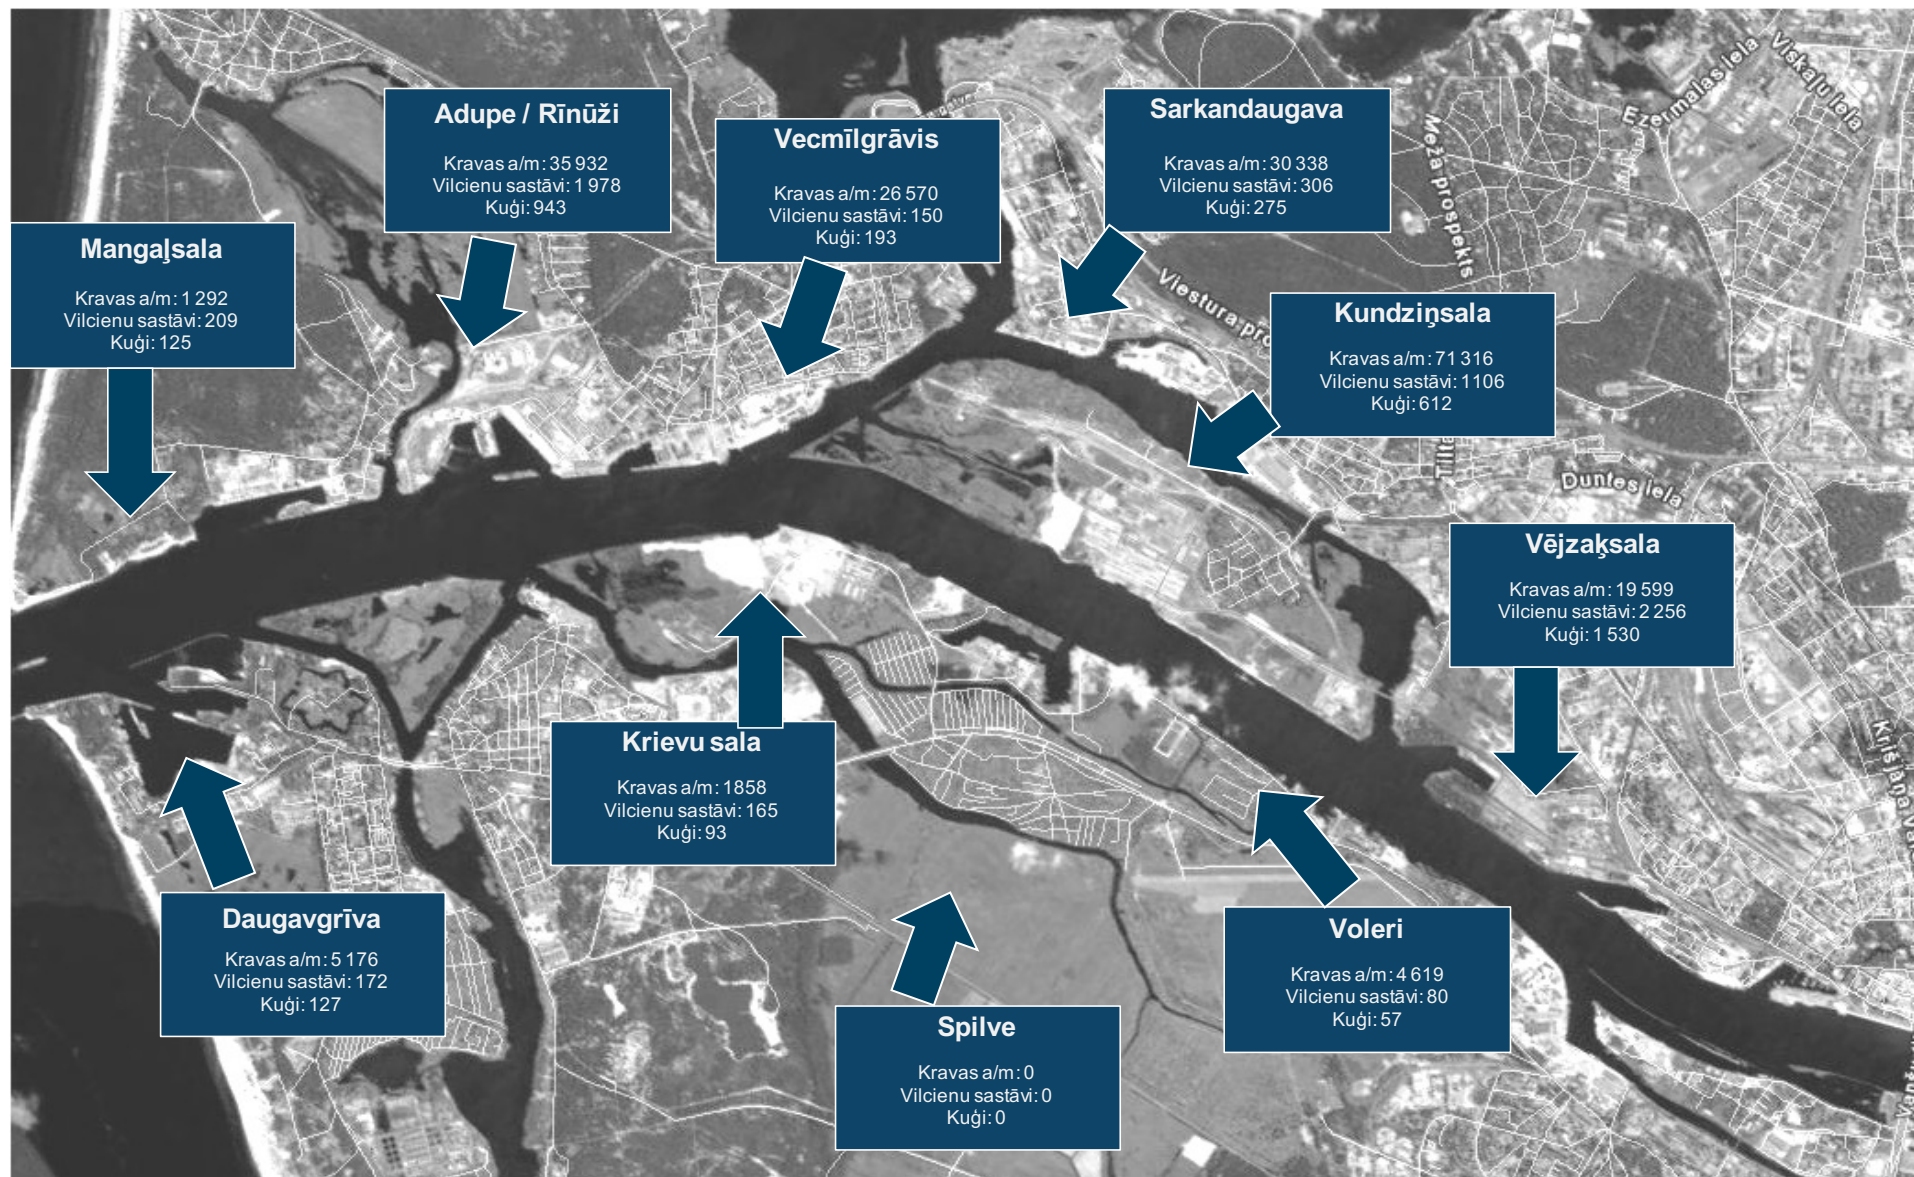 Adupe / Rīnūži
Kravas a/m: 35 932
Vilcienu sastāvi: 1 978
Kuģi: 943
Vecmīlgrāvis
Kravas a/m: 26 570
Vilcienu sastāvi: 150
Kuģi: 193
Sarkandaugava
Kravas a/m: 30 338
Vilcienu sastāvi: 306
Kuģi: 275
Ezermalas iela
Viskaļu iela
Meža prospekts
Mangaļsala
Kravas a/m: 1 292
Vilcienu sastāvi: 209
Kuģi: 125
Viestura pro
Kundziņsala
Kravas a/m: 71 316
Vilcienu sastāvi: 1106
Kuģi: 612
Duntes iela
Vējzaķsala
Kravas a/m: 19 599
Vilcienu sastāvi: 2 256
Kuģi: 1 530
Krievu sala
Kravas a/m: 1858
Vilcienu sastāvi: 165
Kuģi: 93
Daugavgrīva
Kravas a/m: 5 176
Vilcienu sastāvi: 172
Kuģi: 127
Voleri
Kravas a/m: 4 619
Vilcienu sastāvi: 80
Kuģi: 57
Spilve
Kravas a/m: 0
Vilcienu sastāvi: 0
Kuģi: 0